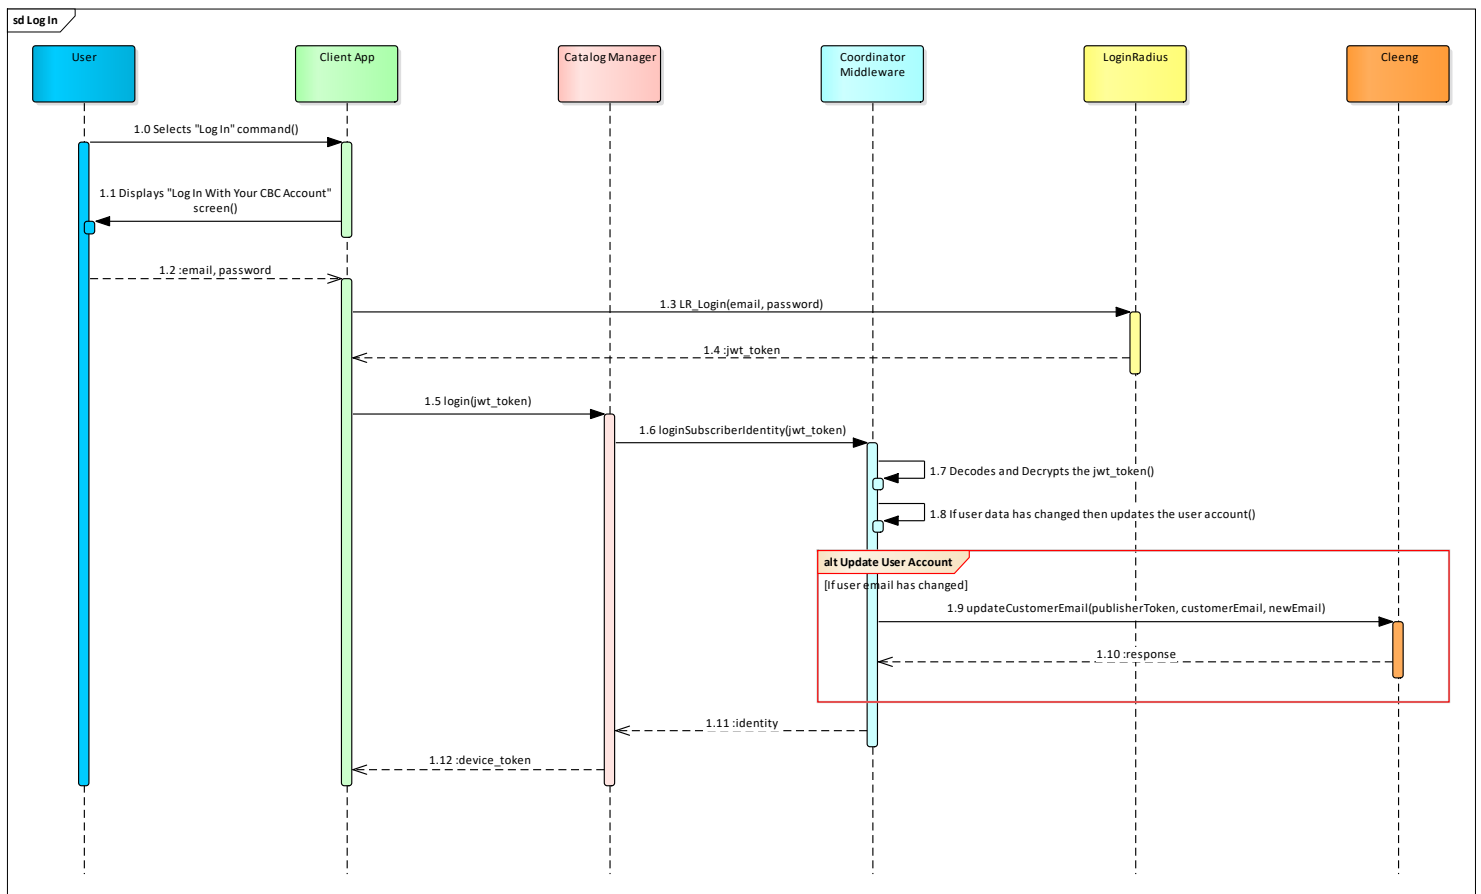 sd Log In
User
Client App
Catalog Manager
Coordinator
Middleware
LoginRadius
Cleeng
1.0 Selects "Log In" command()
1.1 Displays "Log In With Your CBC Account"
screen()
1.2 :email, password
1.3 LR_Login(email, password)
1.4 :jwt_token
1.5 login(jwt_token)
1.6 loginSubscriberIdentity(jwt_token)
1.7 Decodes and Decrypts the jwt_token()
1.8 If user data has changed then updates the user account()
alt Update User Account
[If user email has changed]
1.9 updateCustomerEmail(publisherToken, customerEmail, newEmail)
1.10 :response
1.11 :identity
1.12 :device_token